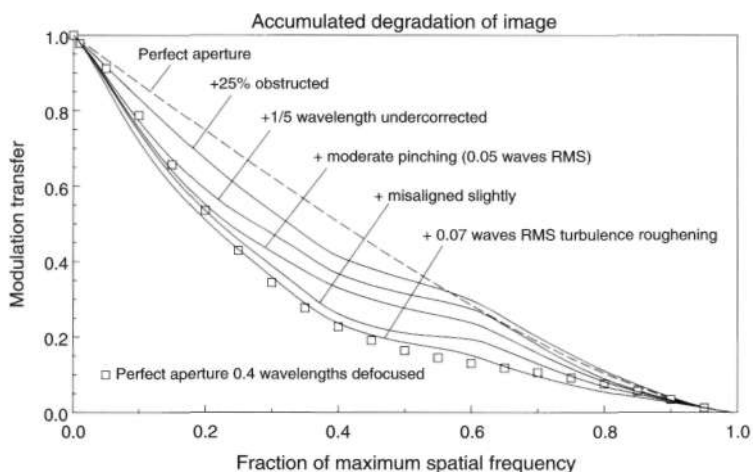 Accumulated degradation of image
1.0
Perfect aperture
+25% obstructed
0.8
+1/5 wavelength undercorrected
+ moderate pinching (0.05 waves RMS)
0.6
+ misaligned slightly
+ 0.07 waves RMS turbulence roughening
Modulation transfer
0.4
0.2
Perfect aperture 0.4 wavelengths defocused
0.0
0.0 0.2 0.4 0.6 0.8 1.0
Fraction of maximum spatial frequency